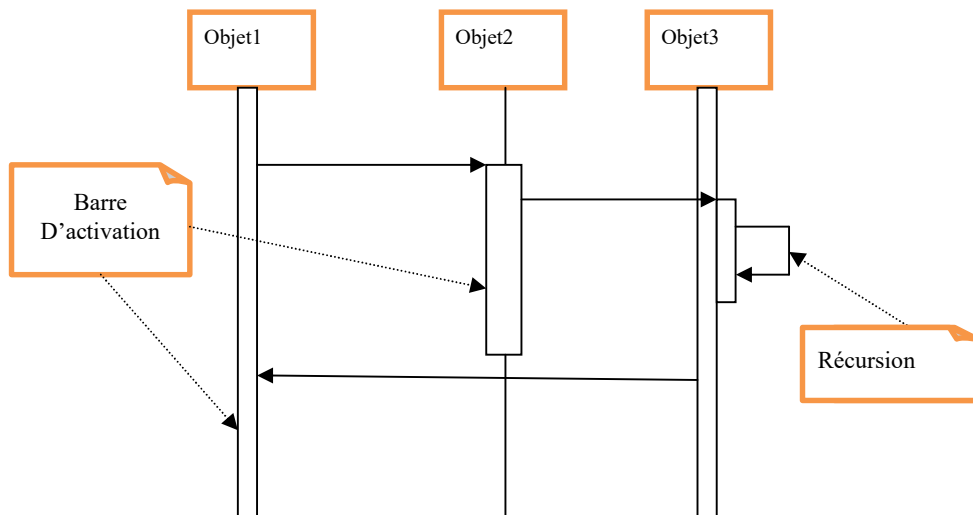 Objet1
Objet2
Objet3
Barre
D’activation
Récursion